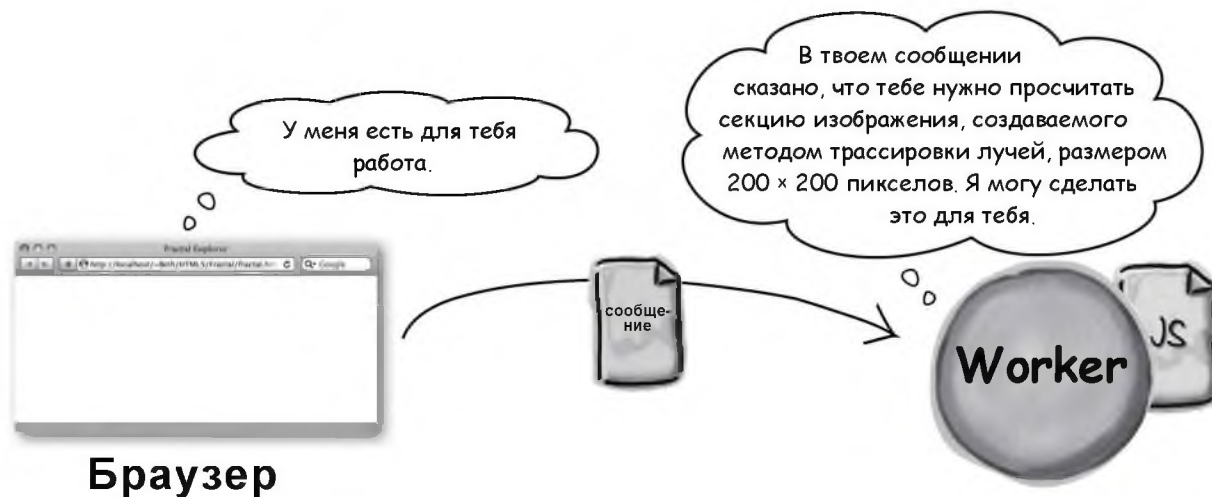 В твоем сообщении
сказано, что тебе нужно просчитать
секцию изображения, создаваемого
методом трассировки лучей, размером
200 × 200 пикселов. Я могу сделать
это для тебя.
У меня есть для тебя
работа.
Fractal Explorer
Google
сообще-
ние
JS
Worker
Браузер